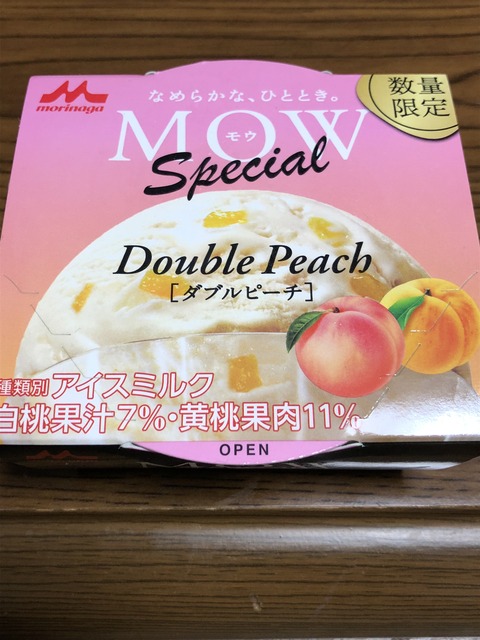 morinaga
なめらかな、ひととき。
数量
限定
MOW
モウ
Special
Double Peach
[ダブルピーチ]
種類別 アイスミルク
白桃果汁7%・黄桃果肉11%
OPEN